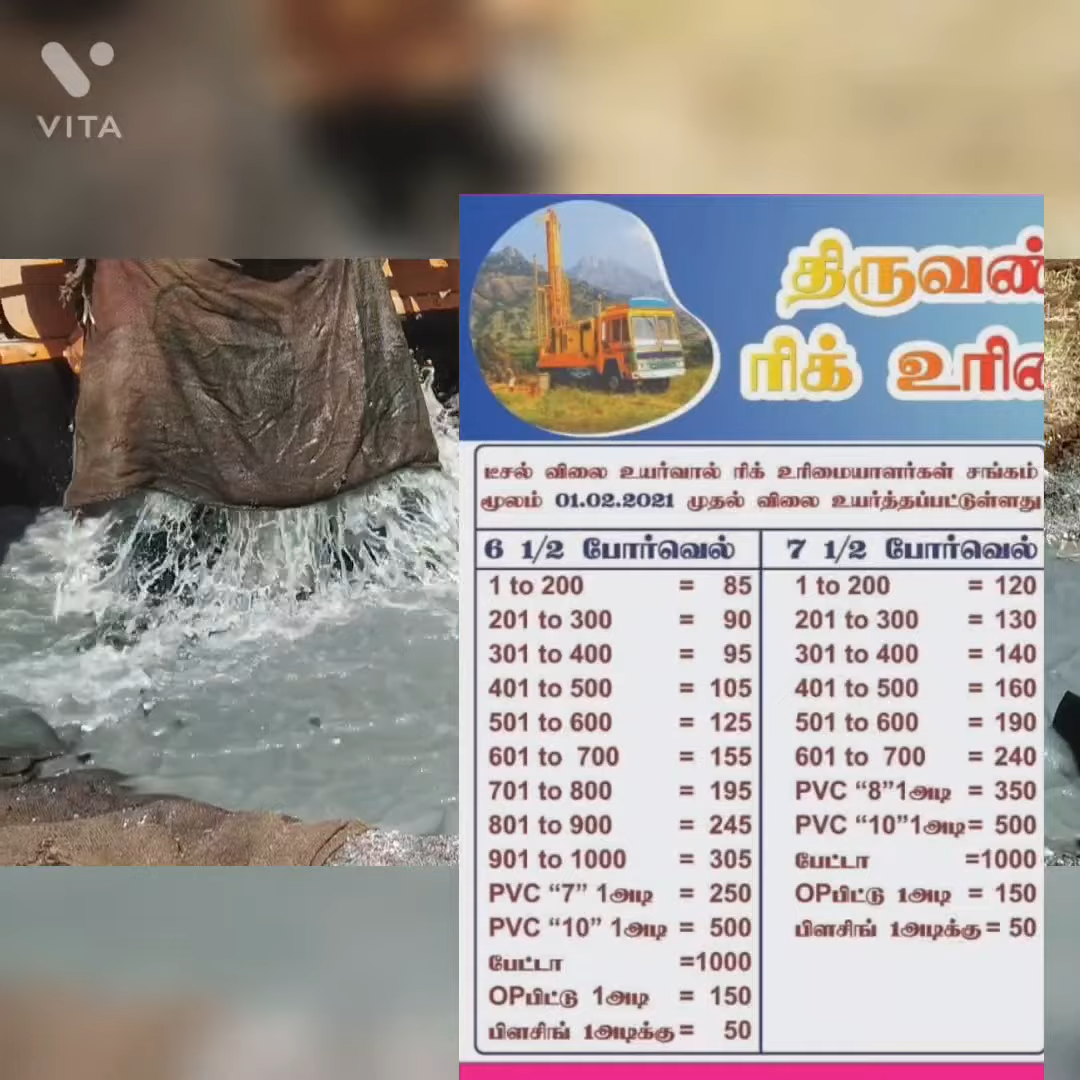 VITA
திருவண்
ரிக் உரிமை
டீசல் விலை உயர்வால் ரிக் உரிமையாளர்கள் சங்கம்
மூலம் 01.02.2021 முதல் விலை உயர்த்தப்பட்டுள்ளது
6 1/2 போர்வெல்
1 to 200 = 85
201 to 300 = 90
301 to 400 = 95
401 to 500 = 105
501 to 600 = 125
601 to 700 = 155
701 to 800 = 195
801 to 900 = 245
901 to 1000 = 305
PVC “7” 1அடி = 250
PVC “10” 1அடி = 500
பேட்டா =1000
OPபிட்டு 1அடி = 150
பிளசிங் 1அடிக்கு = 50
7 1/2 போர்வெல்
1 to 200 = 120
201 to 300 = 130
301 to 400 = 140
401 to 500 = 160
501 to 600 = 190
601 to 700 = 240
PVC “8”1அடி = 350
PVC “10”1அடி= 500
பேட்டா =1000
OPபிட்டு 1அடி = 150
பிளசிங் 1அடிக்கு = 50